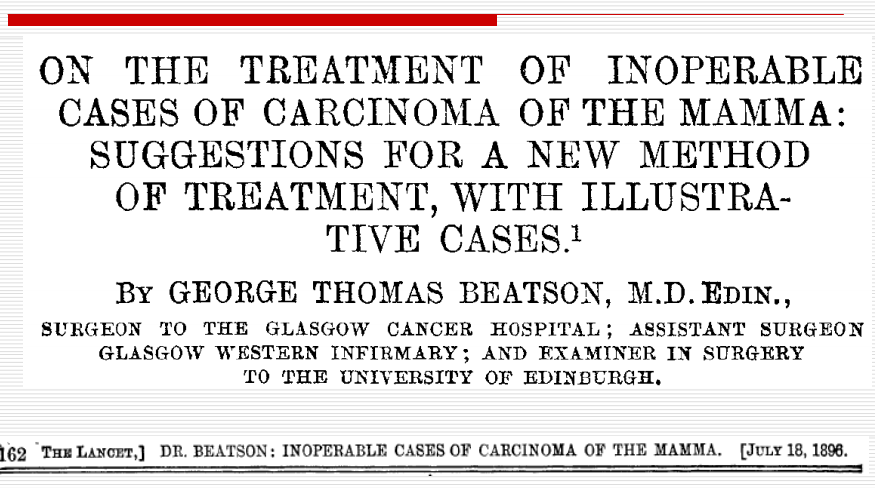 ON THE TREATMENT OF INOPERABLE
CASES OF CARCINOMA OF THE MAMMA:
SUGGESTIONS FOR A NEW METHOD
OF TREATMENT, WITH ILLUSTRA-
TIVE CASES.¹
BY GEORGE THOMAS BEATSON, M.D. EDIN.,
SURGEON TO THE GLASGOW CANCER HOSPITAL; ASSISTANT SURGEON
GLASGOW WESTERN INFIRMARY; AND EXAMINER IN SURGERY
TO THE UNIVERSITY OF EDINBURGH.
162 THE LANCET,] DR. BEATSON: INOPERABLE CASES OF CARCINOMA OF THE MAMMA. [JULY 18, 1896.